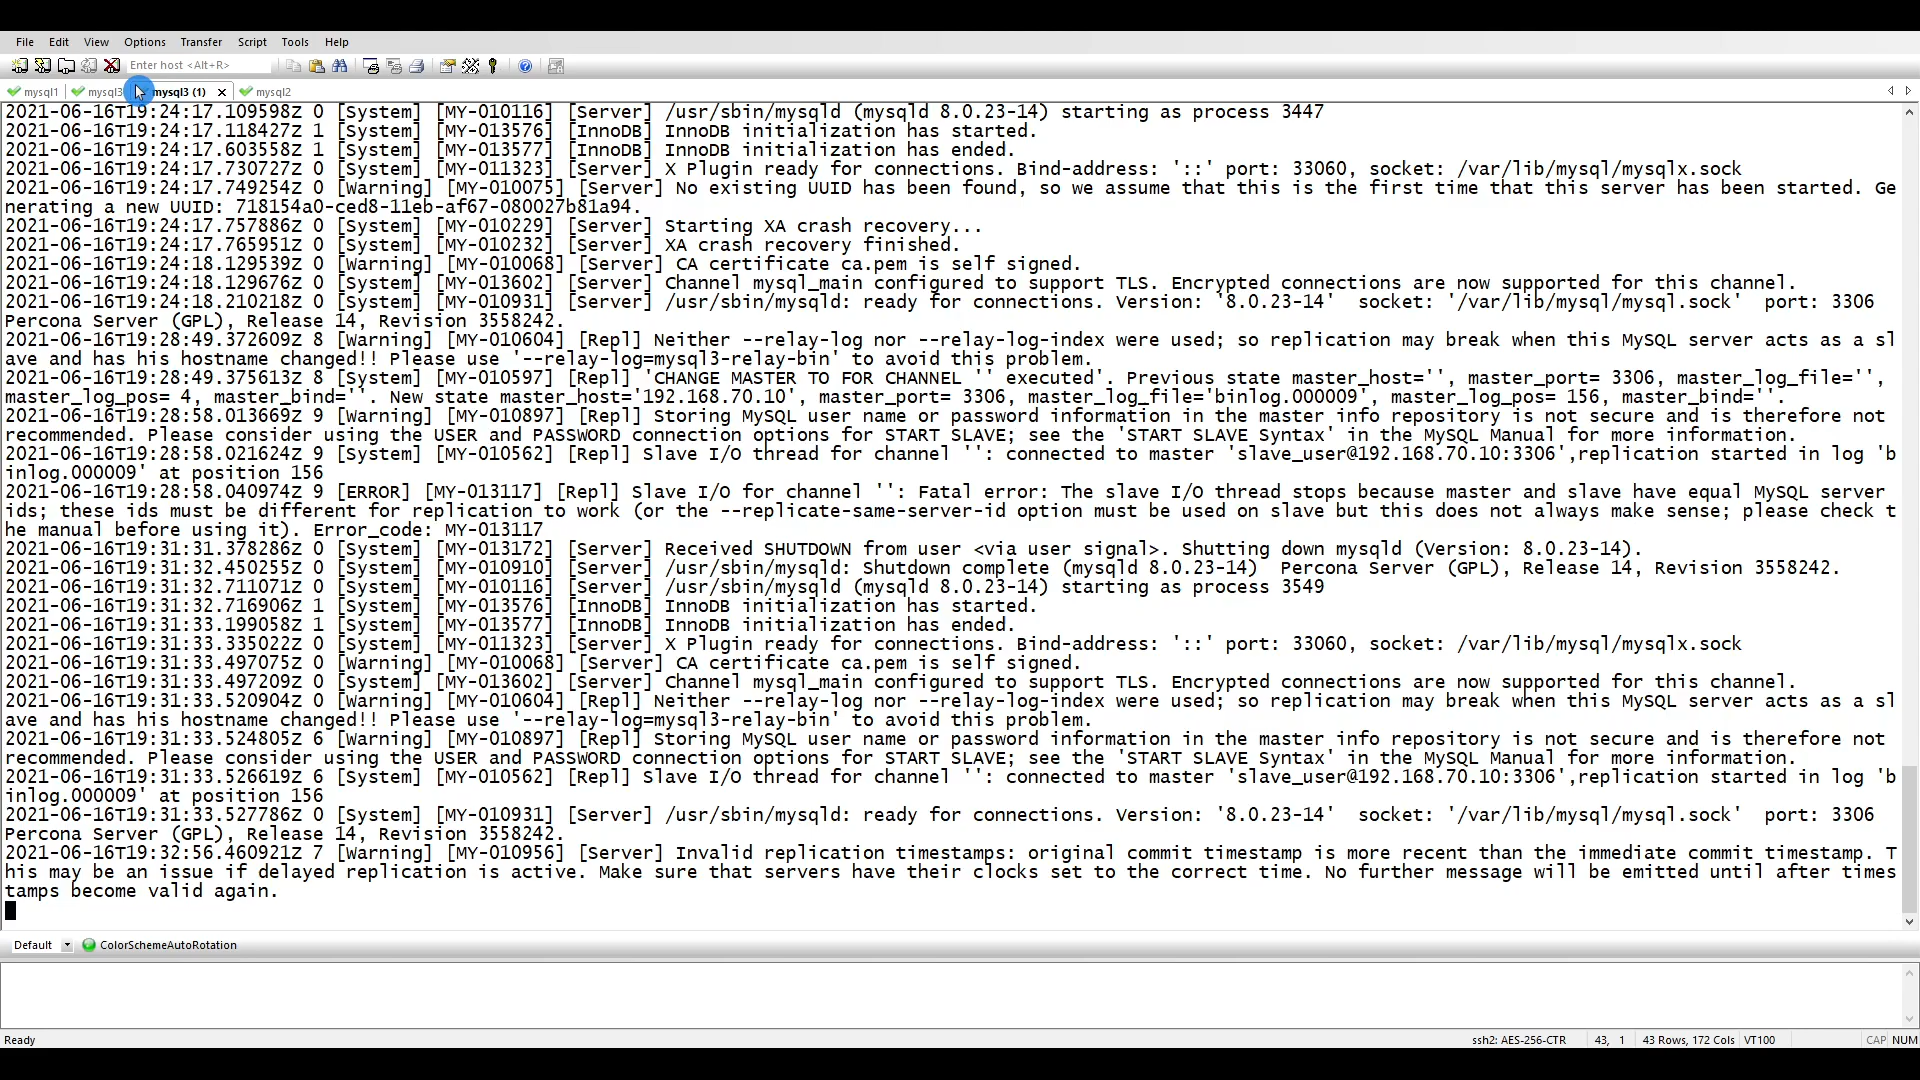 File Edit View Options Transfer Script Tools Help
Enter host <Alt+R>
mysql1 mysql3 mysql3 (1) mysql2
2021-06-16T19:24:17.109598Z 0 [System] [MY-010116] [Server] /usr/sbin/mysqld (mysqld 8.0.23-14) starting as process 3447
2021-06-16T19:24:17.118427Z 1 [System] [MY-013576] [InnoDB] InnoDB initialization has started.
2021-06-16T19:24:17.603558Z 1 [System] [MY-013577] [InnoDB] InnoDB initialization has ended.
2021-06-16T19:24:17.730727Z 0 [System] [MY-011323] [Server] X Plugin ready for connections. Bind-address: '::' port: 33060, socket: /var/lib/mysql/mysqlx.sock
2021-06-16T19:24:17.749254Z 0 [Warning] [MY-010075] [Server] No existing UUID has been found, so we assume that this is the first time that this server has been started. Ge
nerating a new UUID: 718154a0-ced8-11eb-af67-080027b81a94.
2021-06-16T19:24:17.757886Z 0 [System] [MY-010229] [Server] Starting XA crash recovery...
2021-06-16T19:24:17.765951Z 0 [System] [MY-010232] [Server] XA crash recovery finished.
2021-06-16T19:24:18.129539Z 0 [Warning] [MY-010068] [Server] CA certificate ca.pem is self signed.
2021-06-16T19:24:18.129676Z 0 [System] [MY-013602] [Server] Channel mysql_main configured to support TLS. Encrypted connections are now supported for this channel.
2021-06-16T19:24:18.210218Z 0 [System] [MY-010931] [Server] /usr/sbin/mysqld: ready for connections. Version: '8.0.23-14'  socket: '/var/lib/mysql/mysql.sock'  port: 3306
Percona Server (GPL), Release 14, Revision 3558242.
2021-06-16T19:28:49.372609Z 8 [Warning] [MY-010604] [Repl] Neither --relay-log nor --relay-log-index were used; so replication may break when this MySQL server acts as a sl
ave and has his hostname changed!! Please use '--relay-log=mysql3-relay-bin' to avoid this problem.
2021-06-16T19:28:49.375613Z 8 [System] [MY-010597] [Repl] 'CHANGE MASTER TO FOR CHANNEL '' executed'. Previous state master_host='', master_port= 3306, master_log_file='',
master_log_pos= 4, master_bind=''. New state master_host='192.168.70.10', master_port= 3306, master_log_file='binlog.000009', master_log_pos= 156, master_bind=''.
2021-06-16T19:28:58.013669Z 9 [Warning] [MY-010897] [Repl] Storing MySQL user name or password information in the master info repository is not secure and is therefore not
recommended. Please consider using the USER and PASSWORD connection options for START SLAVE; see the 'START SLAVE Syntax' in the MySQL Manual for more information.
2021-06-16T19:28:58.021624Z 9 [System] [MY-010562] [Repl] Slave I/O thread for channel '': connected to master 'slave_user@192.168.70.10:3306',replication started in log 'b
inlog.000009' at position 156
2021-06-16T19:28:58.040974Z 9 [ERROR] [MY-013117] [Repl] Slave I/O for channel '': Fatal error: The slave I/O thread stops because master and slave have equal MySQL server
ids; these ids must be different for replication to work (or the --replicate-same-server-id option must be used on slave but this does not always make sense; please check t
he manual before using it). Error_code: MY-013117
2021-06-16T19:31:31.378286Z 0 [System] [MY-013172] [Server] Received SHUTDOWN from user <via user signal>. Shutting down mysqld (Version: 8.0.23-14).
2021-06-16T19:31:32.450255Z 0 [System] [MY-010910] [Server] /usr/sbin/mysqld: Shutdown complete (mysqld 8.0.23-14)  Percona Server (GPL), Release 14, Revision 3558242.
2021-06-16T19:31:32.711071Z 0 [System] [MY-010116] [Server] /usr/sbin/mysqld (mysqld 8.0.23-14) starting as process 3549
2021-06-16T19:31:32.716906Z 1 [System] [MY-013576] [InnoDB] InnoDB initialization has started.
2021-06-16T19:31:33.199058Z 1 [System] [MY-013577] [InnoDB] InnoDB initialization has ended.
2021-06-16T19:31:33.335022Z 0 [System] [MY-011323] [Server] X Plugin ready for connections. Bind-address: '::' port: 33060, socket: /var/lib/mysql/mysqlx.sock
2021-06-16T19:31:33.497075Z 0 [Warning] [MY-010068] [Server] CA certificate ca.pem is self signed.
2021-06-16T19:31:33.497209Z 0 [System] [MY-013602] [Server] Channel mysql_main configured to support TLS. Encrypted connections are now supported for this channel.
2021-06-16T19:31:33.520904Z 0 [Warning] [MY-010604] [Repl] Neither --relay-log nor --relay-log-index were used; so replication may break when this MySQL server acts as a sl
ave and has his hostname changed!! Please use '--relay-log=mysql3-relay-bin' to avoid this problem.
2021-06-16T19:31:33.524805Z 6 [Warning] [MY-010897] [Repl] Storing MySQL user name or password information in the master info repository is not secure and is therefore not
recommended. Please consider using the USER and PASSWORD connection options for START SLAVE; see the 'START SLAVE Syntax' in the MySQL Manual for more information.
2021-06-16T19:31:33.526619Z 6 [System] [MY-010562] [Repl] Slave I/O thread for channel '': connected to master 'slave_user@192.168.70.10:3306',replication started in log 'b
inlog.000009' at position 156
2021-06-16T19:31:33.527786Z 0 [System] [MY-010931] [Server] /usr/sbin/mysqld: ready for connections. Version: '8.0.23-14'  socket: '/var/lib/mysql/mysql.sock'  port: 3306
Percona Server (GPL), Release 14, Revision 3558242.
2021-06-16T19:32:56.460921Z 7 [Warning] [MY-010956] [Server] Invalid replication timestamps: original commit timestamp is more recent than the immediate commit timestamp. T
his may be an issue if delayed replication is active. Make sure that servers have their clocks set to the correct time. No further message will be emitted until after times
tamps become valid again.
Default ColorSchemeAutoRotation
Ready ssh2: AES-256-CTR 43, 1 43 Rows, 172 Cols VT100 CAP NUM